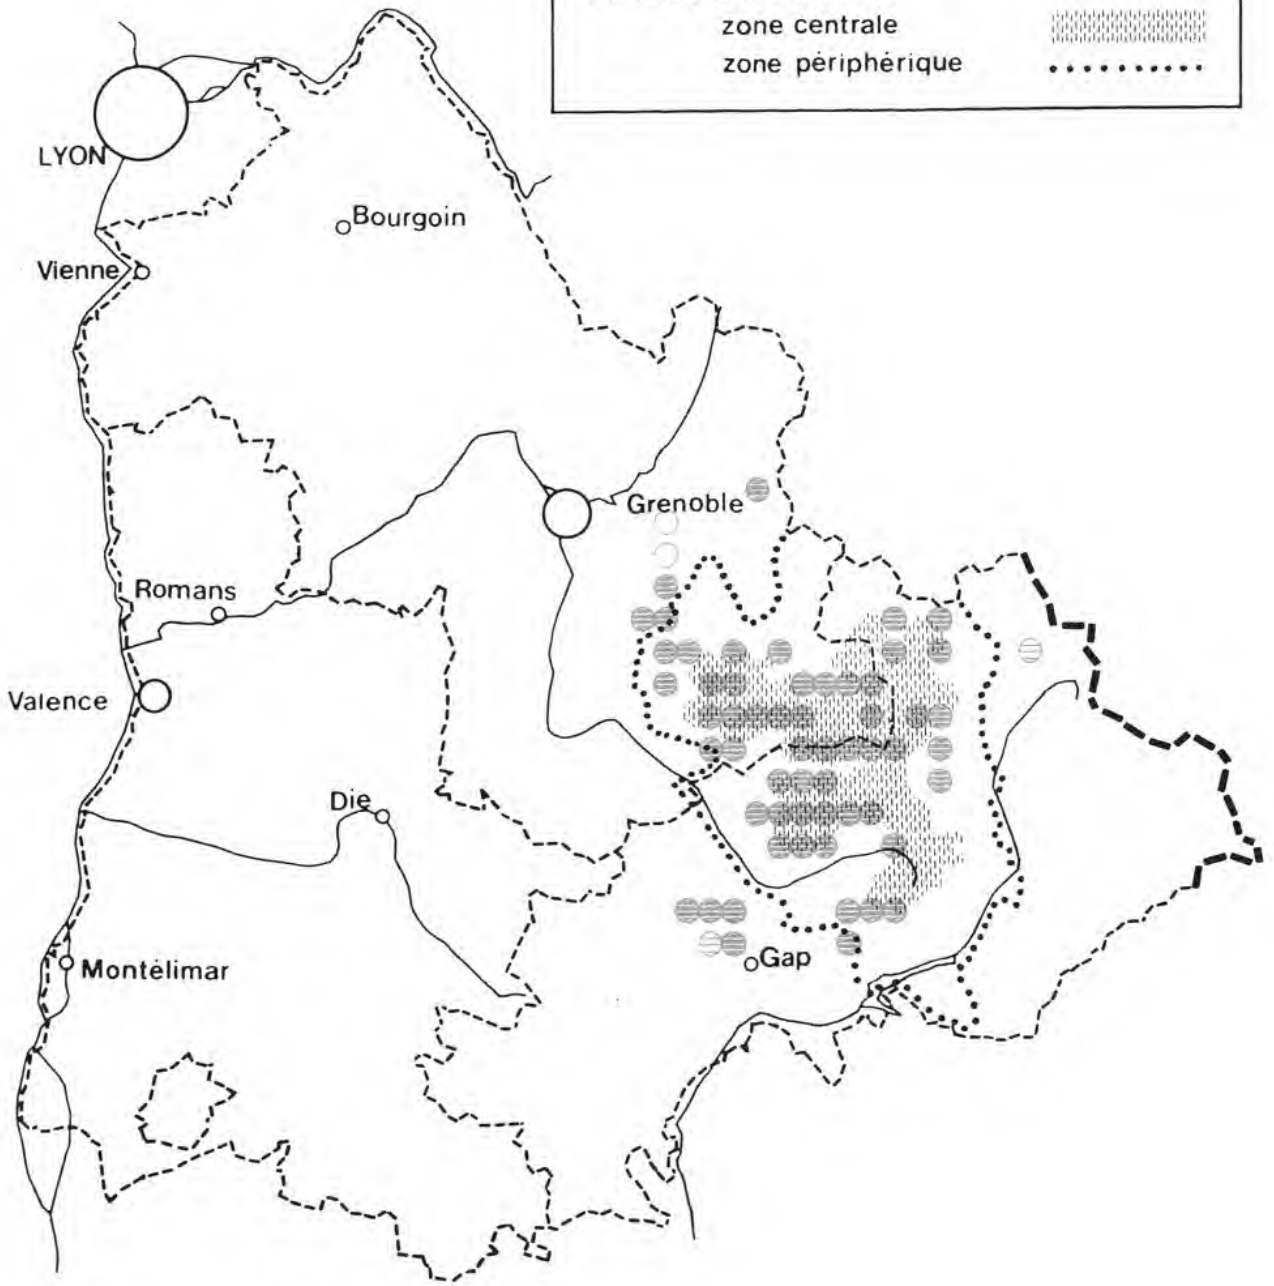 zone centrale
zone périphérique
LYON
Bourgoin
Vienne
Grenoble
Romans
Valence
Die
Montélimar
Gap